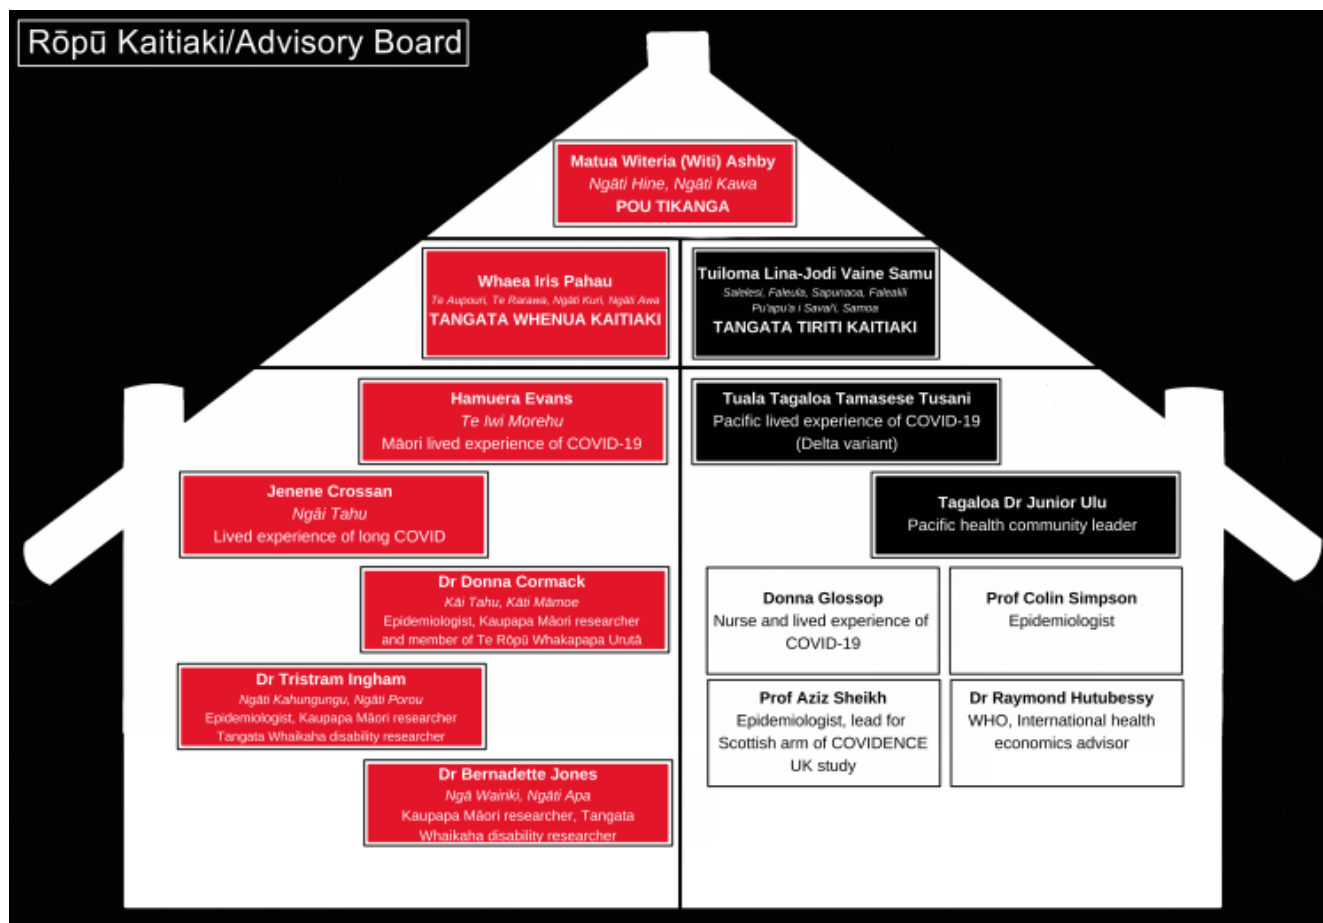 Rōpū Kaitiaki/Advisory Board
Matua Witeria (Witi) Ashby
Ngāti Hine, Ngāti Kawa
POU TIKANGA
Whaea Iris Pahau
Te Aupouri, Te Rarawa, Ngāti Kuri, Ngāti Awa
TANGATA WHENUA KAITIAKI
Tuiloma Lina-Jodi Vaine Samu
Salelesi, Faleula, Sapunaoa, Falealili
Pu'apu'a i Savai'i, Samoa
TANGATA TIRITI KAITIAKI
Hamuera Evans
Te Iwi Morehu
Māori lived experience of COVID-19
Jenene Crossan
Ngāi Tahu
Lived experience of long COVID
Dr Donna Cormack
Kāi Tahu, Kāti Māmoe
Epidemiologist, Kaupapa Māori researcher
and member of Te Rōpū Whakapapa Urutā
Dr Tristram Ingham
Ngāti Kahungungu, Ngāti Porou
Epidemiologist, Kaupapa Māori researcher
Tangata Whaikaha disability researcher
Dr Bernadette Jones
Ngā Wairiki, Ngāti Apa
Kaupapa Māori researcher, Tangata
Whaikaha disability researcher
Tuala Tagaloa Tamasese Tusani
Pacific lived experience of COVID-19
(Delta variant)
Tagaloa Dr Junior Ulu
Pacific health community leader
Donna Glossop
Nurse and lived experience of
COVID-19
Prof Colin Simpson
Epidemiologist
Prof Aziz Sheikh
Epidemiologist, lead for
Scottish arm of COVIDENCE
UK study
Dr Raymond Hutubessy
WHO, International health
economics advisor